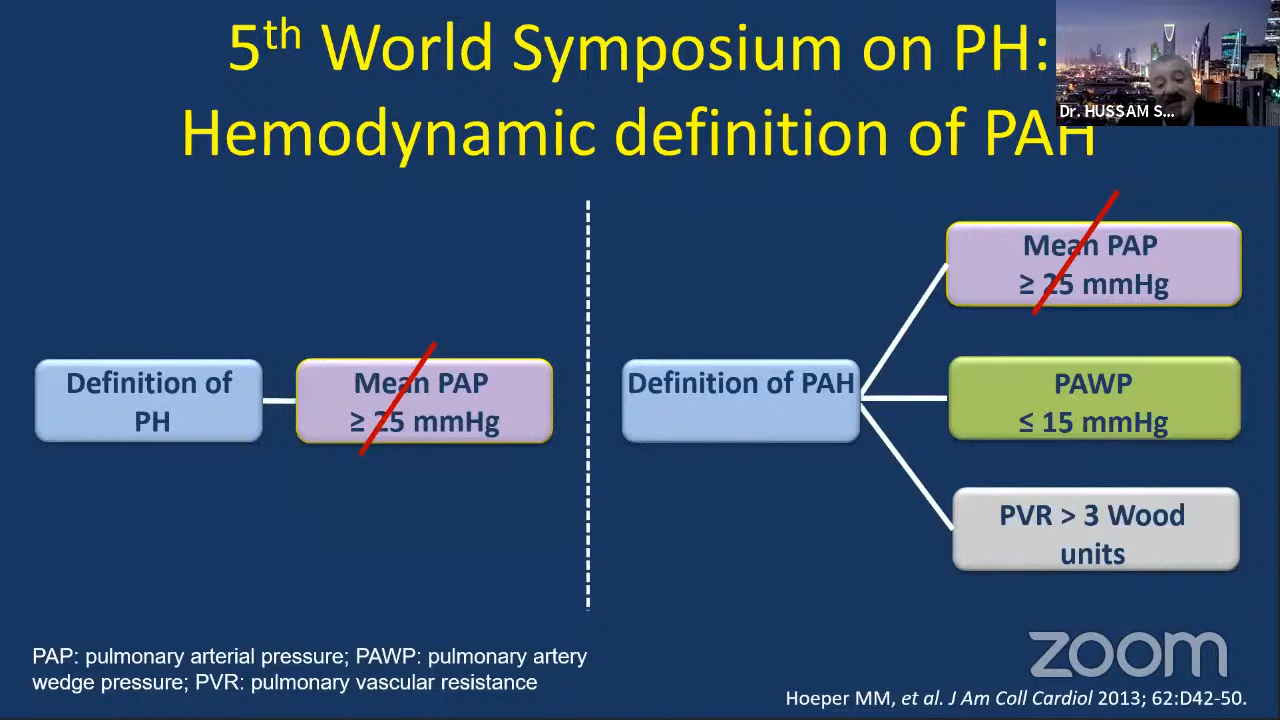 5th World Symposium on PH:
Hemodynamic definition of PAH
Dr. HUSSAM S...
Definition of
PH
Mean PAP
≥ 25 mmHg
Definition of PAH
Mean PAP
≥ 25 mmHg
PAWP
≤ 15 mmHg
PVR > 3 Wood
units
PAP: pulmonary arterial pressure; PAWP: pulmonary artery
wedge pressure; PVR: pulmonary vascular resistance
zoom
Hoeper MM, et al. J Am Coll Cardiol 2013; 62:D42-50.